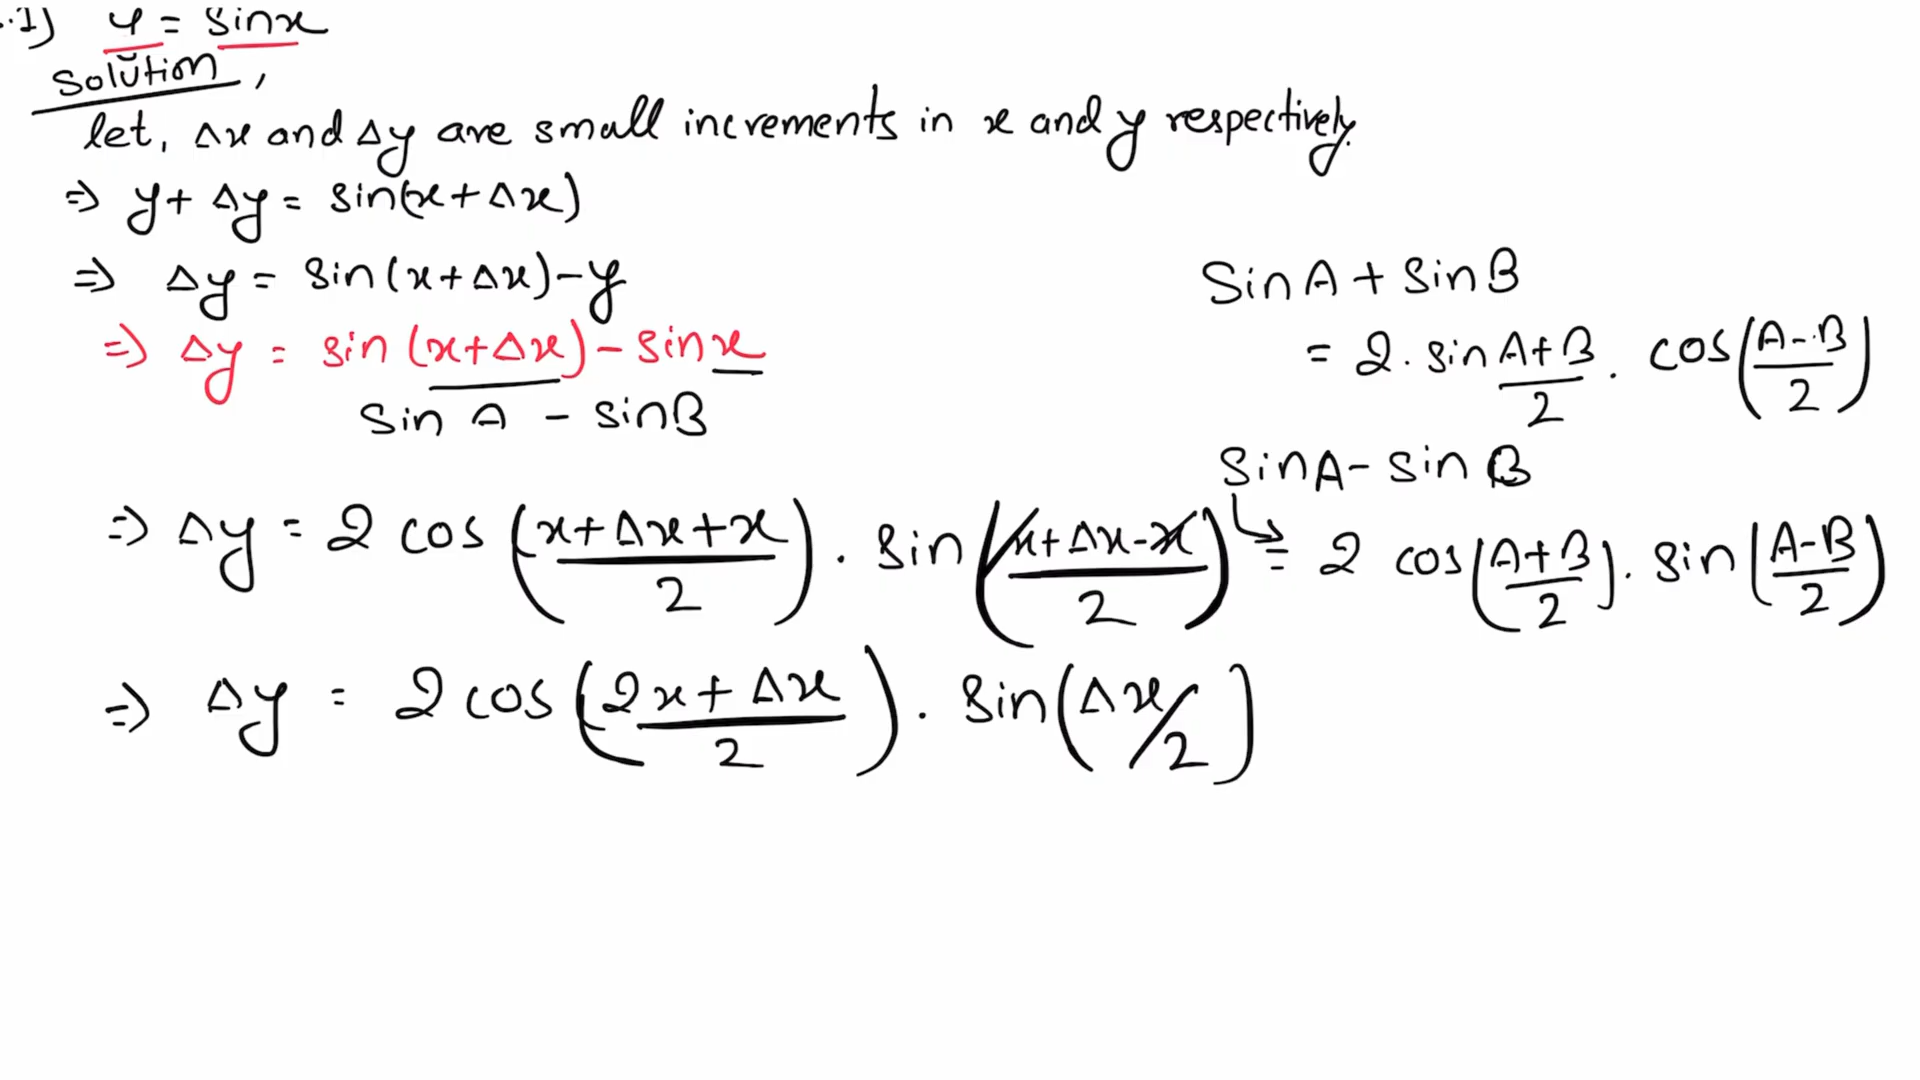 .1) y = sinx
Solution,
let, Δx and Δy are small increments in x and y respectively.
⇒ y + Δy = sin(x + Δx)
⇒ Δy = sin(x + Δx) - y
⇒ Δy = sin (x + Δx) - sinx
sin A - sinB
⇒ Δy = 2 cos ((x + Δx + x)/2) . sin ((x + Δx - x)/2)
⇒ Δy = 2 cos ((2x + Δx)/2) . sin (Δx/2)
SinA + sinB
= 2. sin (A+B)/2 . cos ((A-B)/2)
SinA - sin B
↳ = 2 cos ((A+B)/2) . sin ((A-B)/2)